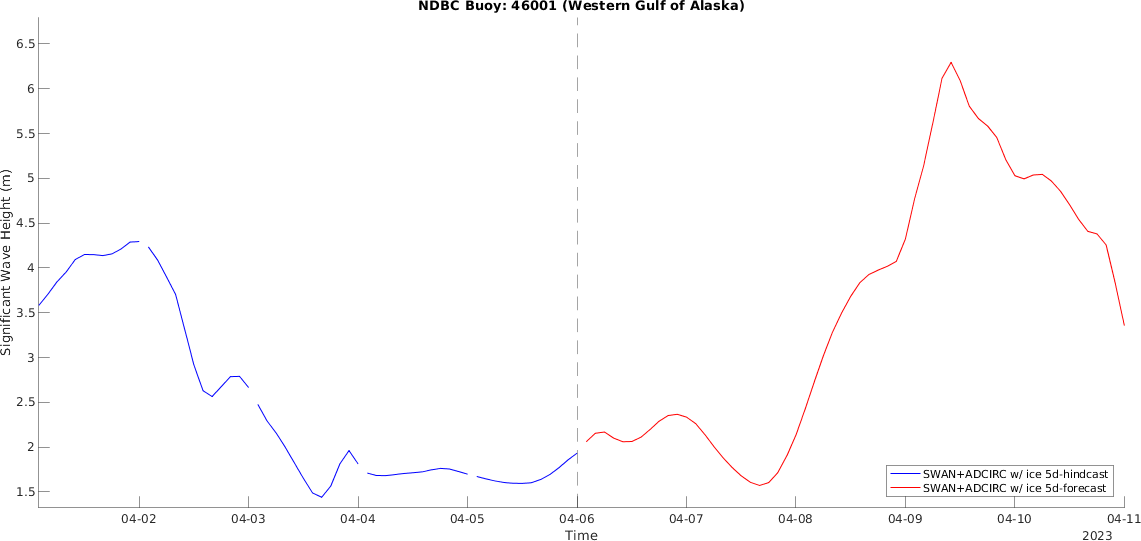 NDBC Buoy: 46001 (Western Gulf of Alaska)
Significant Wave Height (m)
6.5
6
5.5
5
4.5
4
3.5
3
2.5
2
1.5
SWAN+ADCIRC w/ ice 5d-hindcast
SWAN+ADCIRC w/ ice 5d-forecast
04-02 04-03 04-04 04-05 04-06 04-07 04-08 04-09 04-10 04-11
Time
2023